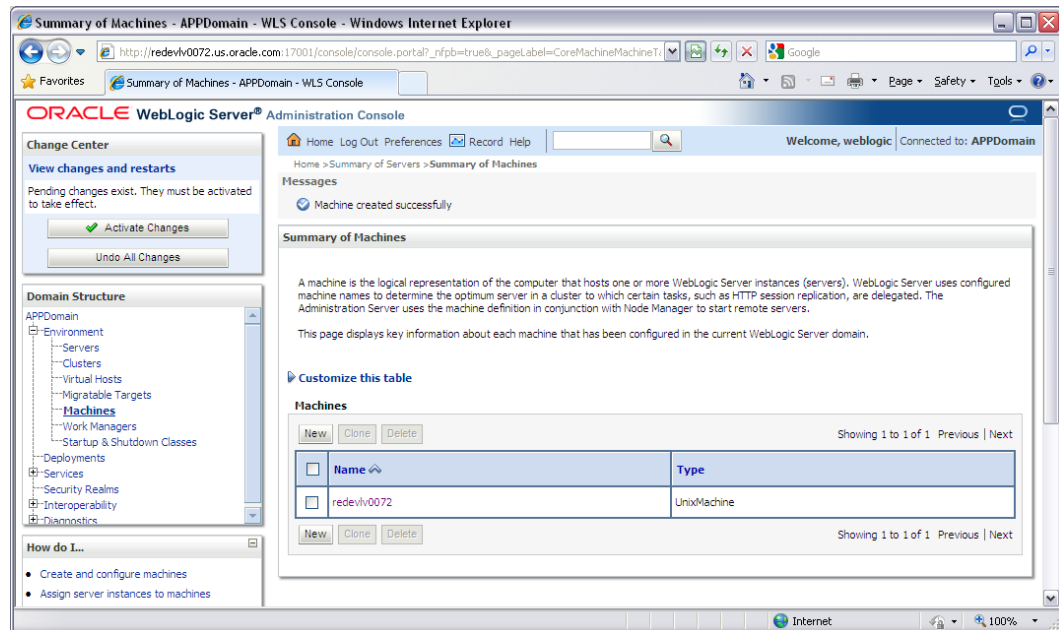 Summary of Machines - APPDomain - WLS Console - Windows Internet Explorer
http://redevlv0072.us.oracle.com:17001/console/console.portal?_nfpb=true&_pageLabel=CoreMachineMachineTa
Google
Favorites
Summary of Machines - APPDomain - WLS Console
Page
Safety
Tools
ORACLE WebLogic Server® Administration Console
Change Center
View changes and restarts
Pending changes exist. They must be activated
to take effect.
Activate Changes
Undo All Changes
Domain Structure
APPDomain
Environment
Servers
Clusters
Virtual Hosts
Migratable Targets
Machines
Work Managers
Startup & Shutdown Classes
Deployments
Services
Security Realms
Interoperability
Diagnostics
How do I...
Create and configure machines
Assign server instances to machines
Home Log Out Preferences Record Help
Welcome, weblogic Connected to: APPDomain
Home >Summary of Servers >Summary of Machines
Messages
Machine created successfully
Summary of Machines
A machine is the logical representation of the computer that hosts one or more WebLogic Server instances (servers). WebLogic Server uses configured
machine names to determine the optimum server in a cluster to which certain tasks, such as HTTP session replication, are delegated. The
Administration Server uses the machine definition in conjunction with Node Manager to start remote servers.
This page displays key information about each machine that has been configured in the current WebLogic Server domain.
Customize this table
Machines
New Clone Delete
Showing 1 to 1 of 1 Previous | Next
Name Type
redevlv0072 UnixMachine
New Clone Delete
Showing 1 to 1 of 1 Previous | Next
Internet
100%